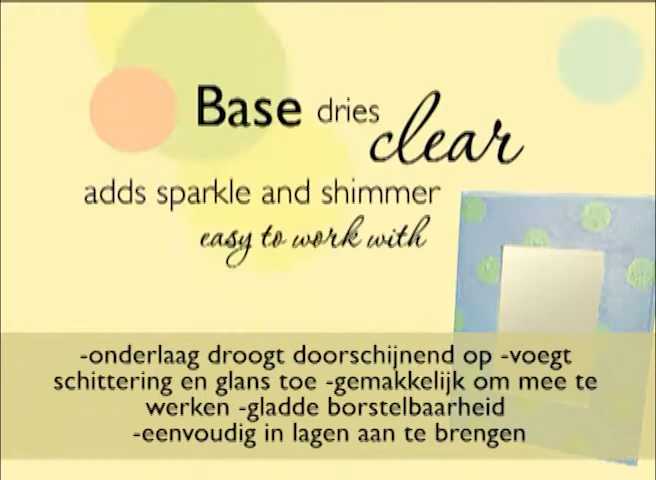 Base dries clear
adds sparkle and shimmer
easy to work with
-onderlaag droogt doorschijnend op -voegt
schittering en glans toe -gemakkelijk om mee te
werken -gladde borstelbaarheid
-eenvoudig in lagen aan te brengen